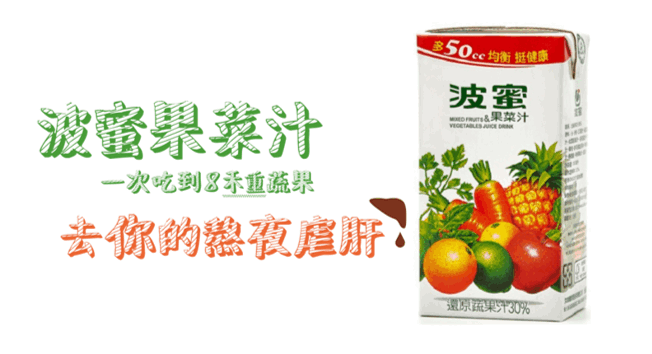 波蜜果菜汁
一次吃到8禾重蔬果
去你的熬夜虐肝
多50cc 均衡 挺健康
波蜜
MIXED FRUITS & 果菜汁
VEGETABLES JUICE DRINK
還原蔬果汁30%